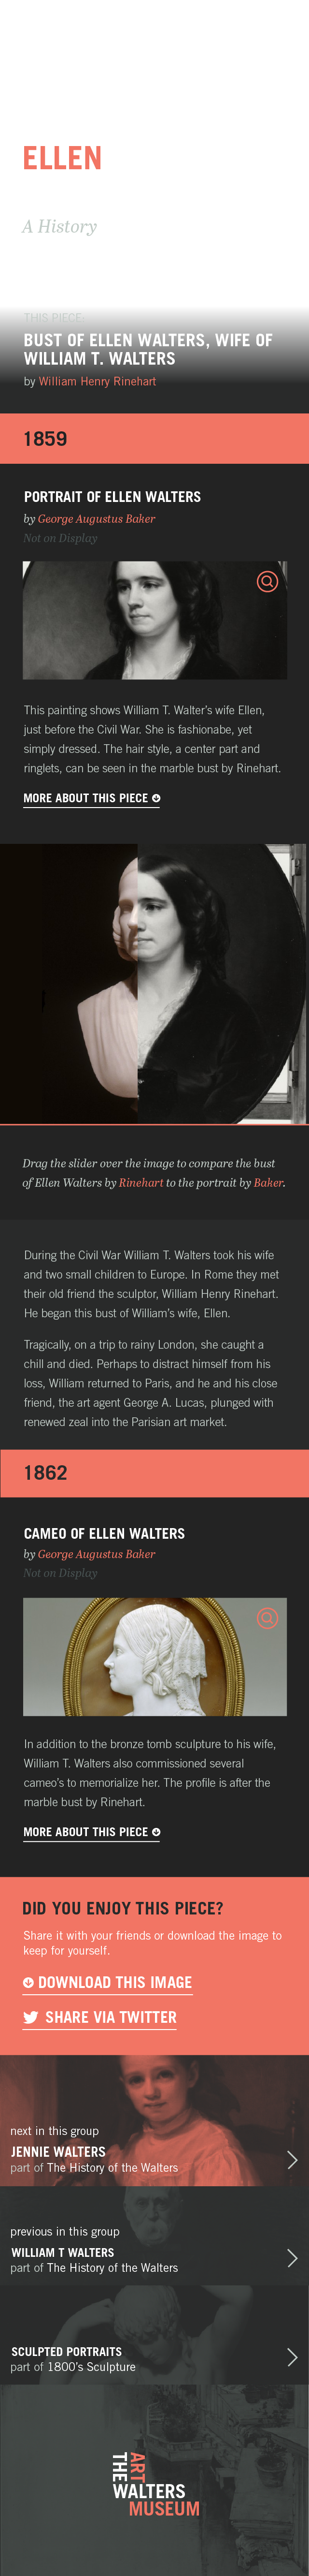 ELLEN
A History
THIS PIECE:
BUST OF ELLEN WALTERS, WIFE OF
WILLIAM T. WALTERS
by William Henry Rinehart
1859
PORTRAIT OF ELLEN WALTERS
by George Augustus Baker
Not on Display
This painting shows William T. Walter's wife Ellen,
just before the Civil War. She is fashionabe, yet
simply dressed. The hair style, a center part and
ringlets, can be seen in the marble bust by Rinehart.
MORE ABOUT THIS PIECE
Drag the slider over the image to compare the bust
of Ellen Walters by Rinehart to the portrait by Baker.
During the Civil War William T. Walters took his wife
and two small children to Europe. In Rome they met
their old friend the sculptor, William Henry Rinehart.
He began this bust of William's wife, Ellen.
Tragically, on a trip to rainy London, she caught a
chill and died. Perhaps to distract himself from his
loss, William returned to Paris, and he and his close
friend, the art agent George A. Lucas, plunged with
renewed zeal into the Parisian art market.
1862
CAMEO OF ELLEN WALTERS
by George Augustus Baker
Not on Display
In addition to the bronze tomb sculpture to his wife,
William T. Walters also commissioned several
cameo's to memorialize her. The profile is after the
marble bust by Rinehart.
MORE ABOUT THIS PIECE
DID YOU ENJOY THIS PIECE?
Share it with your friends or download the image to
keep for yourself.
DOWNLOAD THIS IMAGE
SHARE VIA TWITTER
next in this group
JENNIE WALTERS
part of The History of the Walters
previous in this group
WILLIAM T WALTERS
part of The History of the Walters
SCULPTED PORTRAITS
part of 1800's Sculpture
THE
WALTERS
ART
MUSEUM